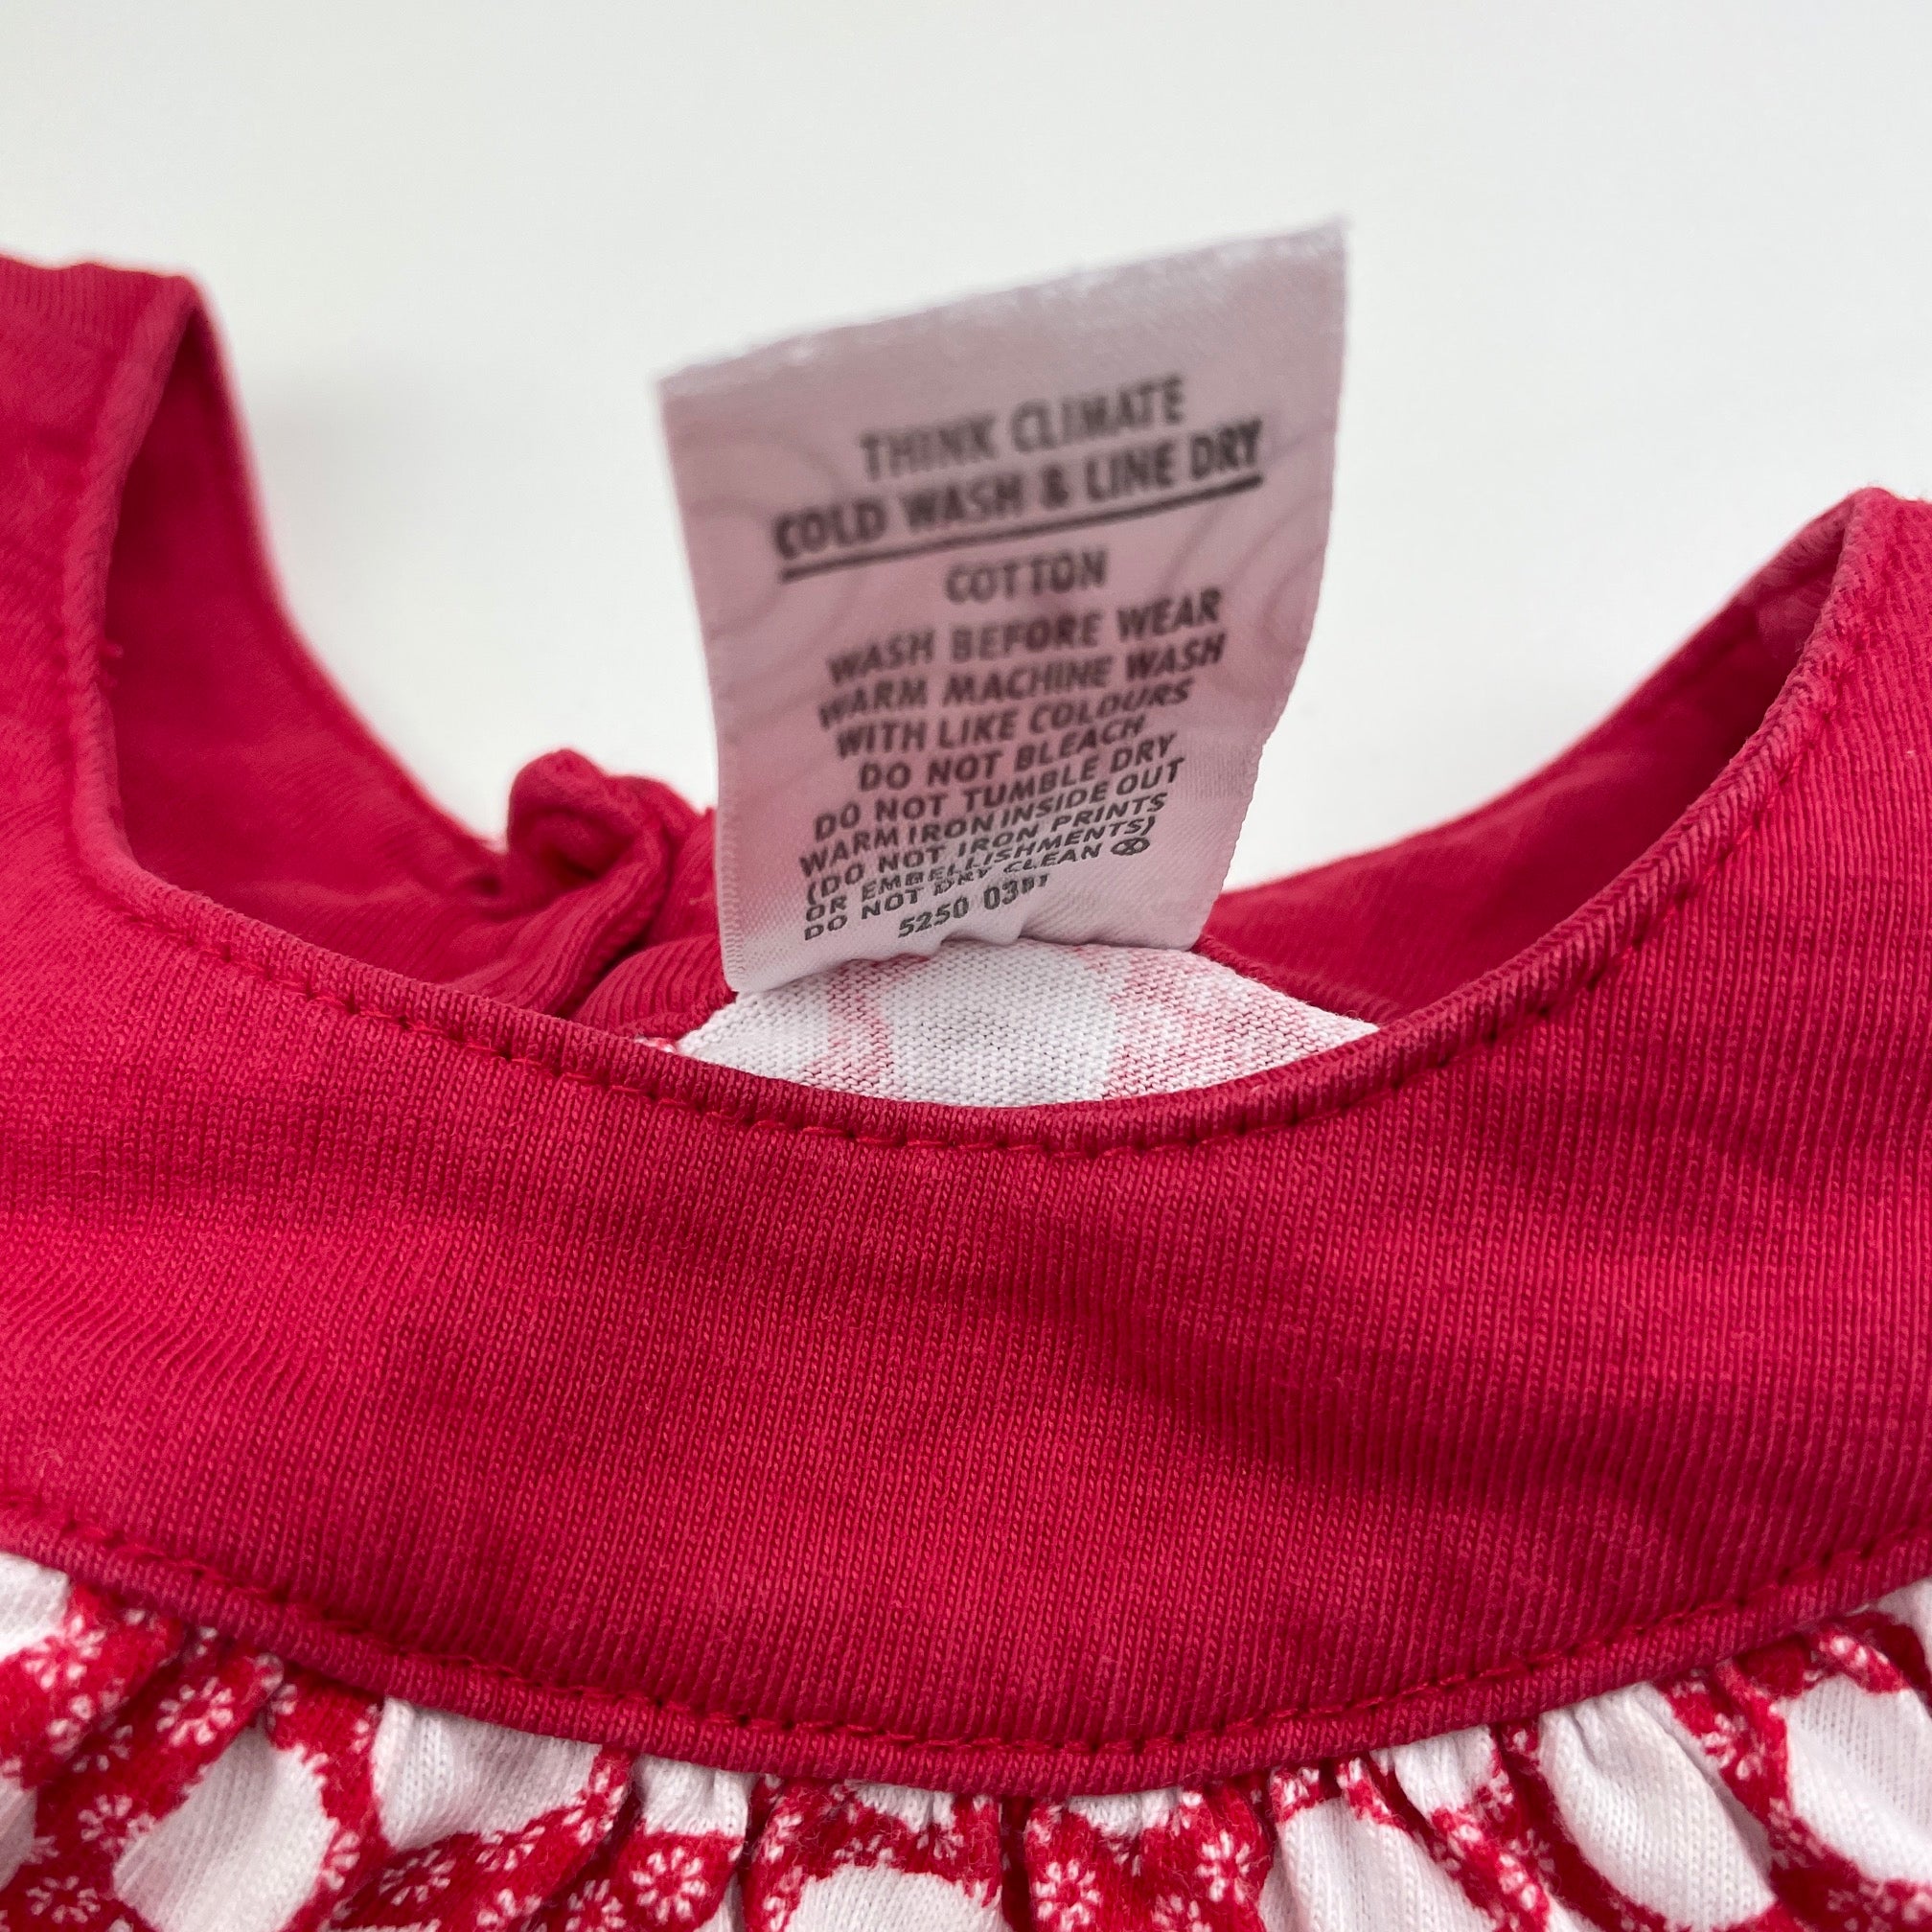 THINK CLIMATE
COLD WASH & LINE DRY
COTTON
WASH BEFORE WEAR
WARM MACHINE WASH
WITH LIKE COLOURS
DO NOT BLEACH
DO NOT TUMBLE DRY
WARM IRON INSIDE OUT
(DO NOT IRON PRINTS
OR EMBELLISHMENTS)
DO NOT DRY CLEAN
5250